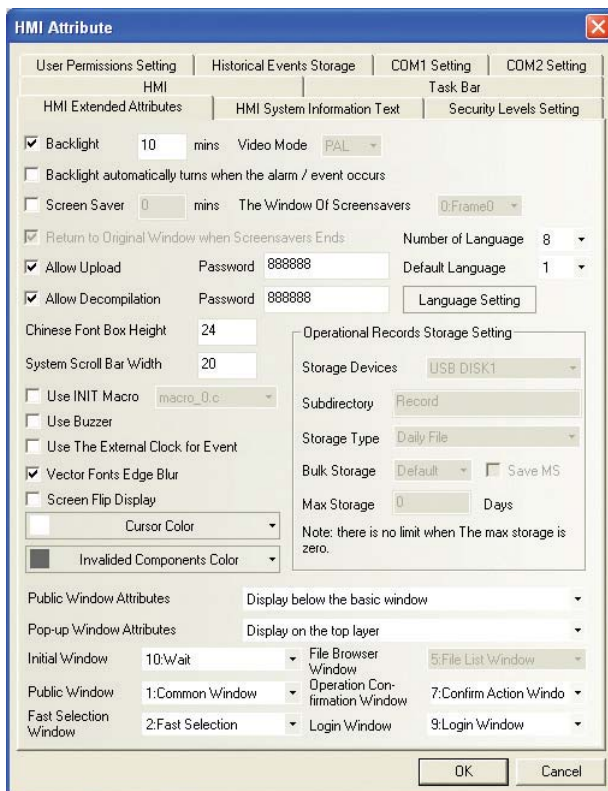 HMI Attribute
User Permissions Setting Historical Events Storage COM1 Setting COM2 Setting
HMI Task Bar
HMI Extended Attributes HMI System Information Text Security Levels Setting
Backlight 10 mins Video Mode PAL
Backlight automatically turns when the alarm / event occurs
Screen Saver 0 mins The Window Of Screensavers 0:Frame0
Return to Original Window when Screensavers Ends Number of Language 8
Allow Upload Password 888888 Default Language 1
Allow Decompilation Password 888888 Language Setting
Chinese Font Box Height 24
System Scroll Bar Width 20
Use INIT Macro macro_0.c
Use Buzzer
Use The External Clock for Event
Vector Fonts Edge Blur
Screen Flip Display
Cursor Color
Invalided Components Color
Operational Records Storage Setting
Storage Devices USB DISK1
Subdirectory Record
Storage Type Daily File
Bulk Storage Default Save MS
Max Storage 0 Days
Note: there is no limit when The max storage is
zero.
Public Window Attributes Display below the basic window
Pop-up Window Attributes Display on the top layer
Initial Window 10:Wait File Browser
Window 5:File List Window
Public Window 1:Common Window Operation Con-
firmation Window 7:Confirm Action Windo
Fast Selection
Window 2:Fast Selection Login Window 9:Login Window
OK Cancel